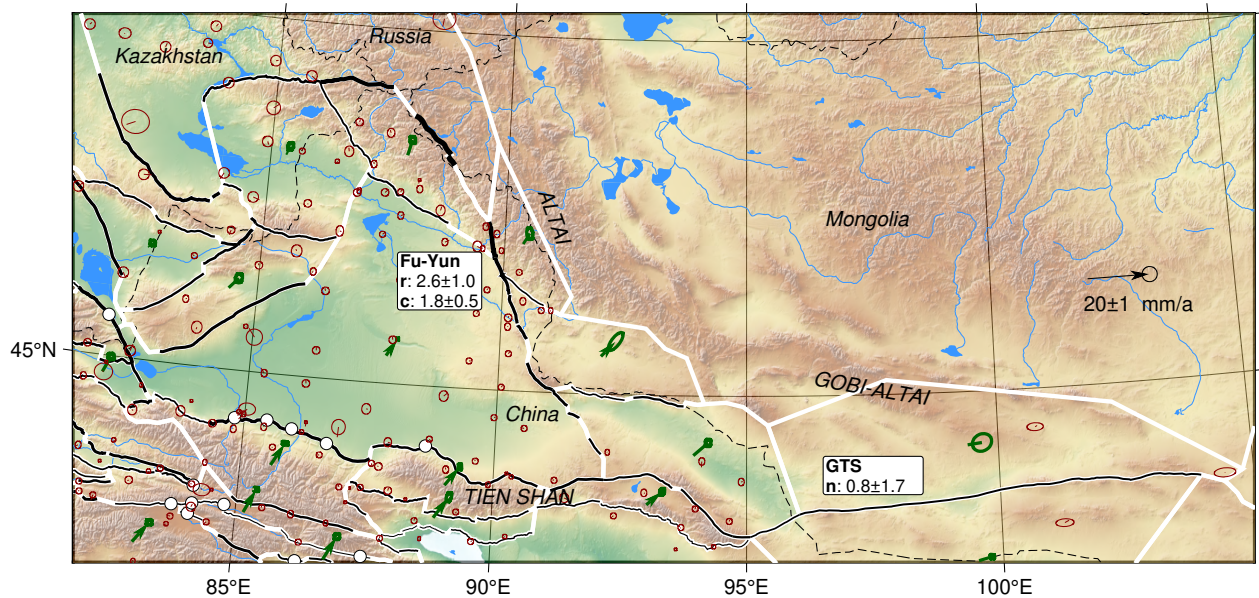 Russia
Kazakhstan
ALTAI
Mongolia
Fu-Yun
r: 2.6±1.0
c: 1.8±0.5
20±1 mm/a
45°N
GOBI-ALTAI
China
GTS
n: 0.8±1.7
TIEN SHAN
85°E
90°E
95°E
100°E